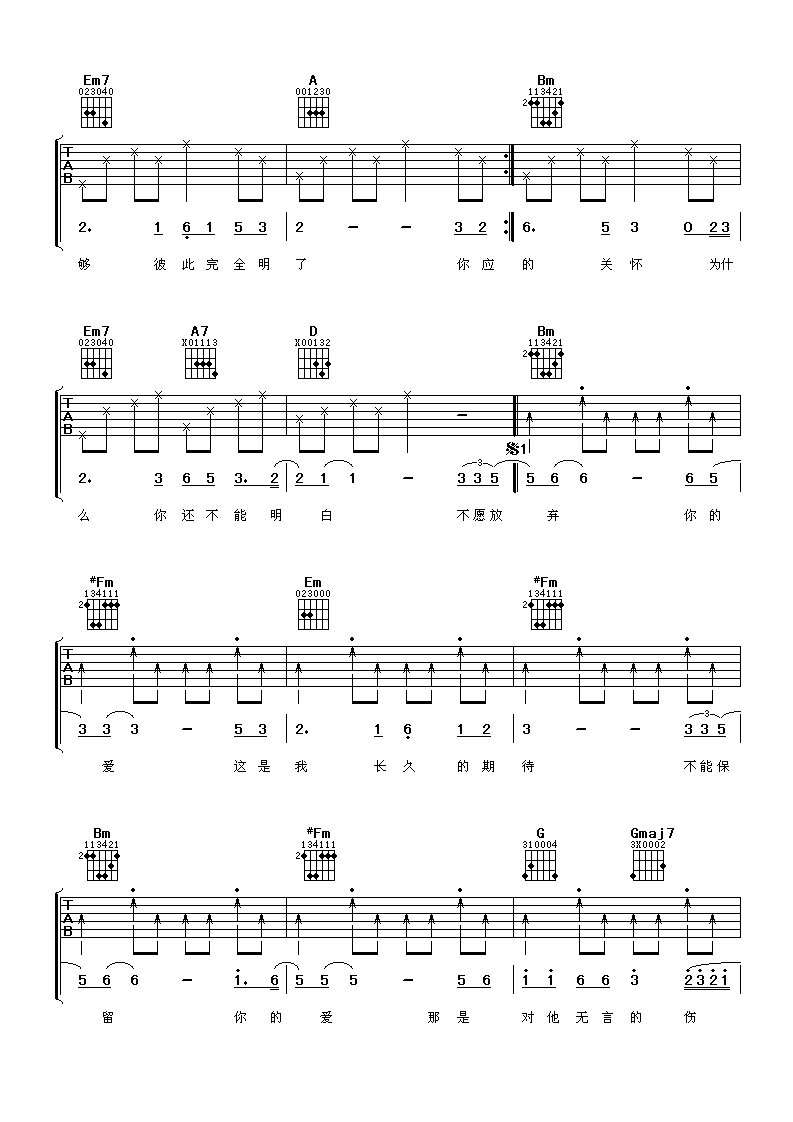 Em7 A Bm
023040 001230 113421
2
T
A
B
2. 1 6 1 5 3 2 - - 3 2 6. 5 3 0 2 3
够 彼 此 完 全 明 了 你 应 的 关 怀 为 什
Em7 A7 D Bm
023040 X01113 X00132 113421
2
T
A
B
-
𝄋1
2. 3 6 5 3. 2 2 1 1 - 3 3 5 5 6 6 - 6 5
3
么 你 还 不 能 明 白 不 愿 放 弃 你 的
#Fm Em #Fm
134111 023000 134111
2 2
T
A
B
3 3 3 - 5 3 2. 1 6 1 2 3 - - 3 3 5
3
爱 这 是 我 长 久 的 期 待 不 能 保
Bm #Fm G Gmaj7
113421 134111 310004 3X0002
2 2
T
A
B
5 6 6 - 1. 6 5 5 5 - 5 6 1 1 6 6 3 2 3 2 1
留 你 的 爱 那 是 对 他 无 言 的 伤